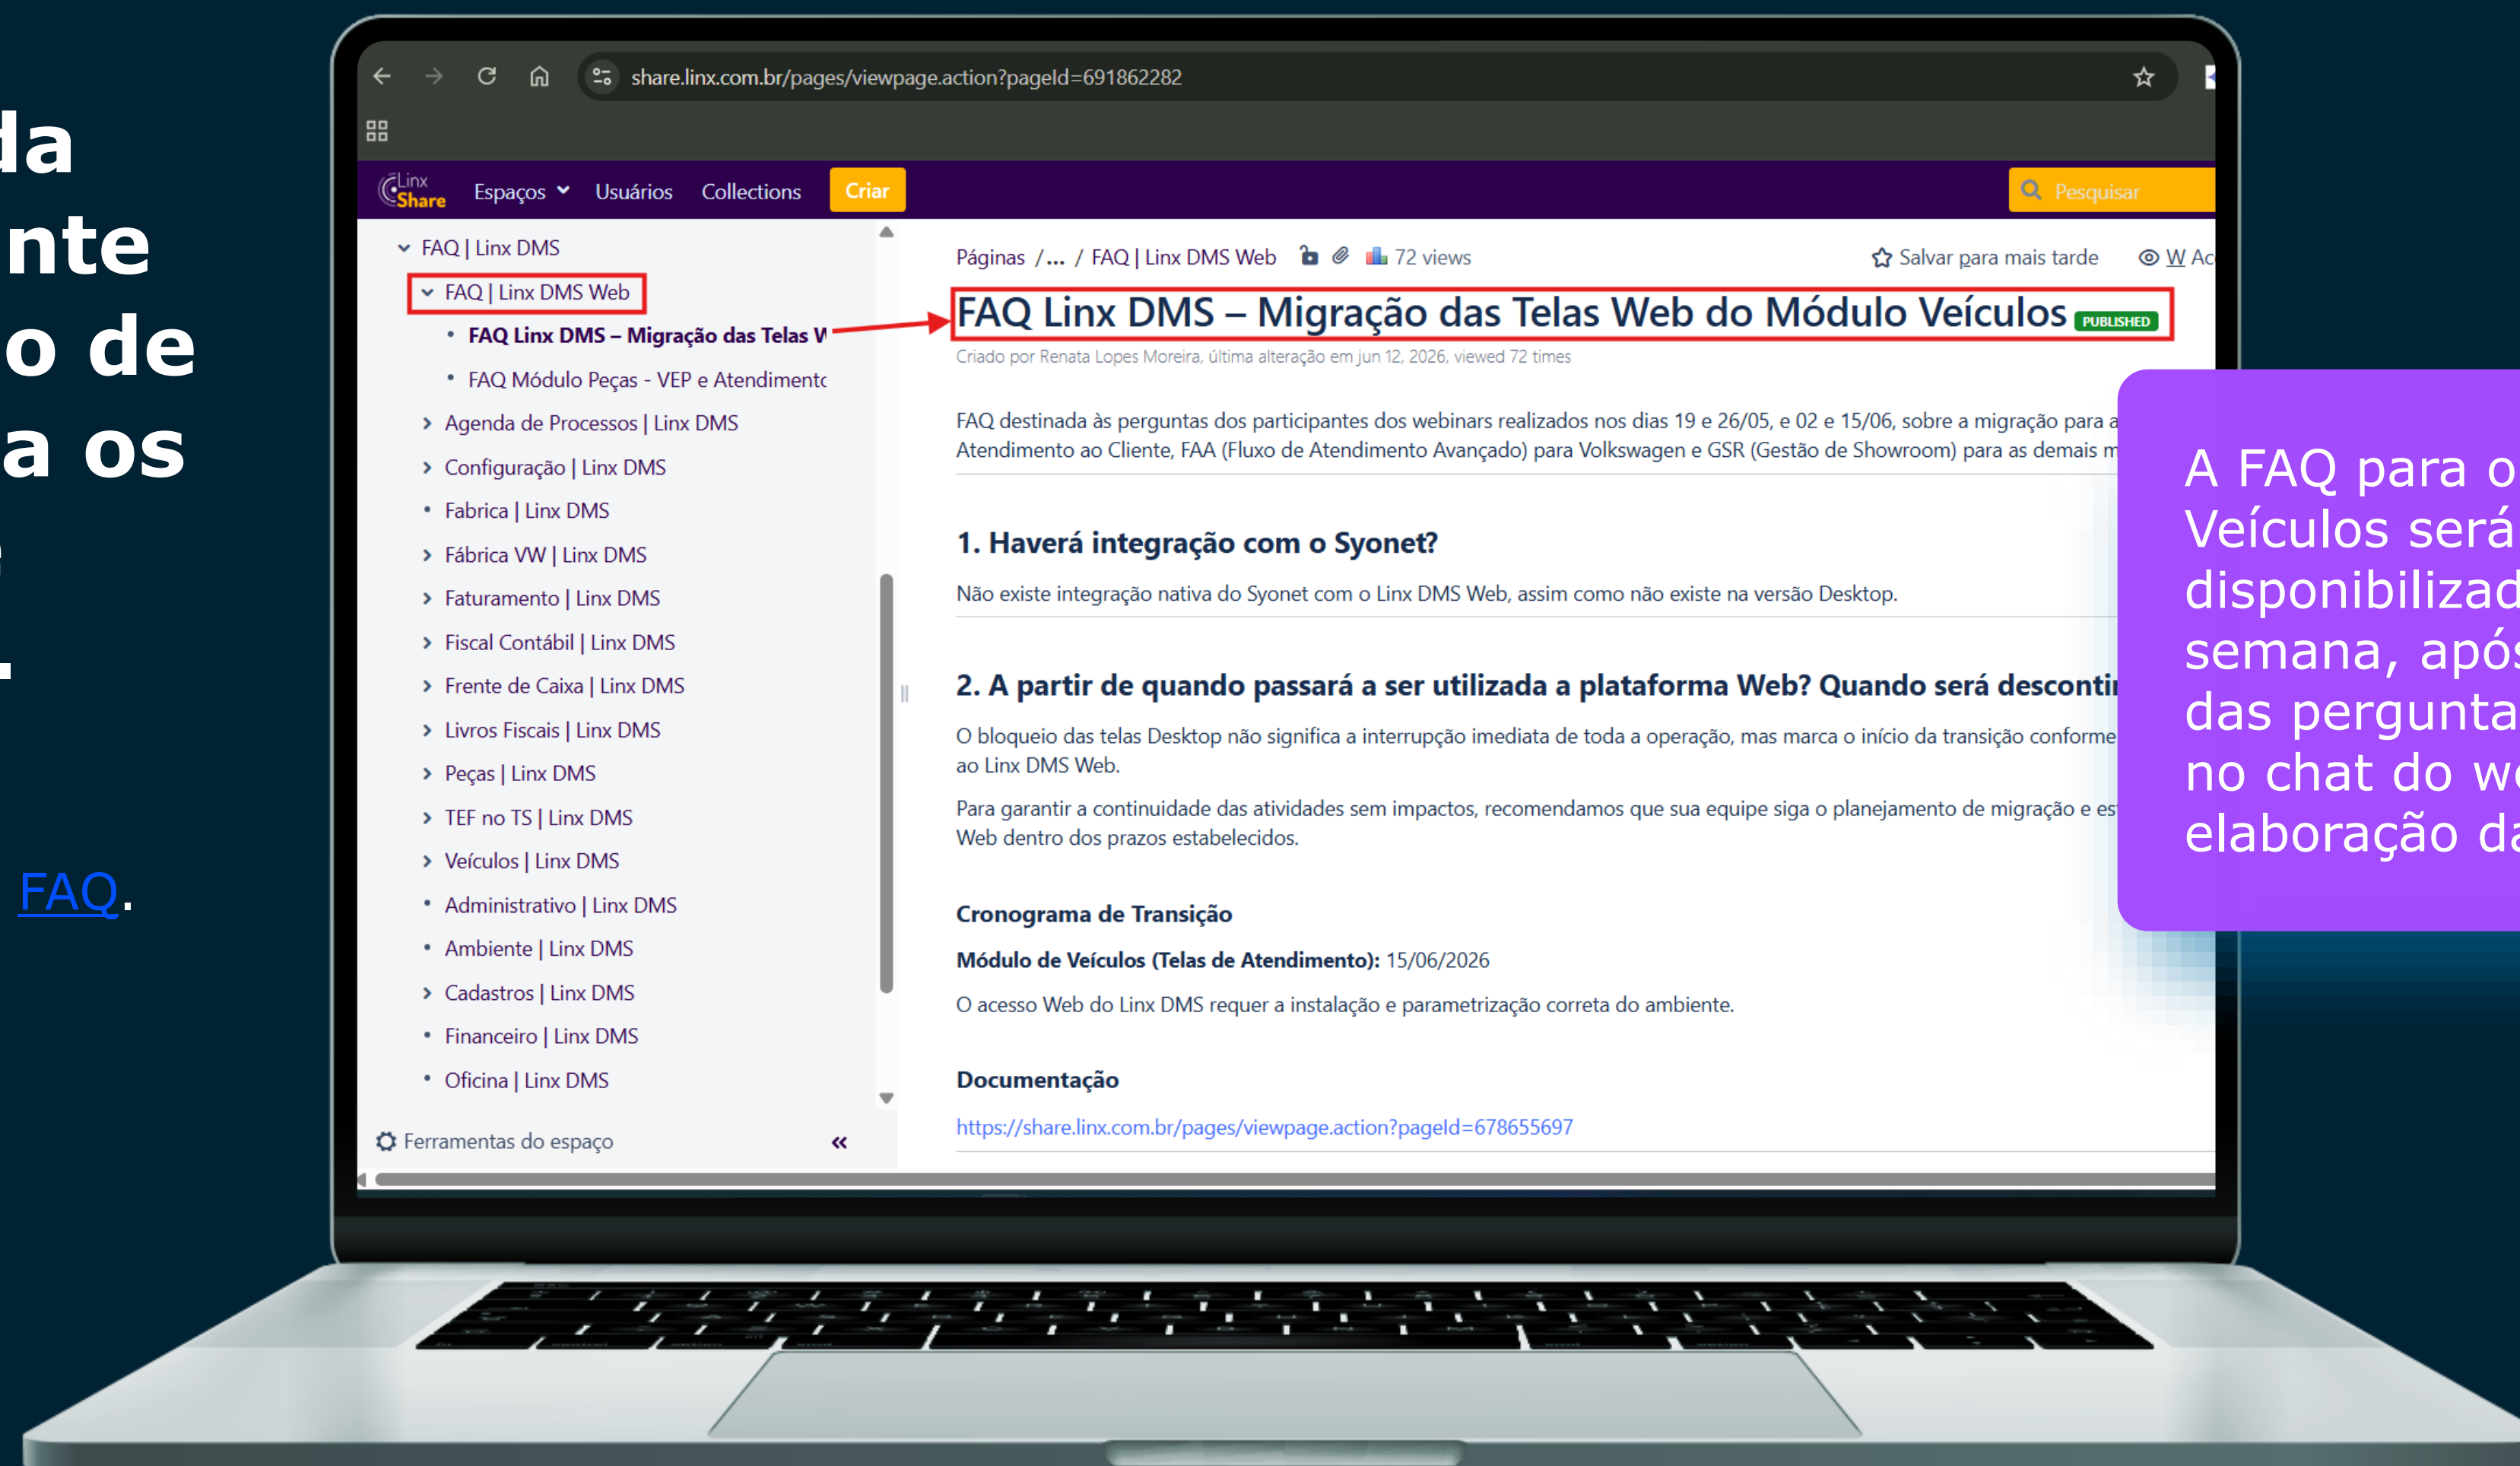 da
nte
o de
a os
e
.
FAQ.
share.linx.com.br/pages/viewpage.action?pageId=691862282
Linx Share
Espaços
Usuários
Collections
Criar
Pesquisar
FAQ | Linx DMS
FAQ | Linx DMS Web
FAQ Linx DMS – Migração das Telas W
FAQ Módulo Peças - VEP e Atendimento
Agenda de Processos | Linx DMS
Configuração | Linx DMS
Fabrica | Linx DMS
Fábrica VW | Linx DMS
Faturamento | Linx DMS
Fiscal Contábil | Linx DMS
Frente de Caixa | Linx DMS
Livros Fiscais | Linx DMS
Peças | Linx DMS
TEF no TS | Linx DMS
Veículos | Linx DMS
Administrativo | Linx DMS
Ambiente | Linx DMS
Cadastros | Linx DMS
Financeiro | Linx DMS
Oficina | Linx DMS
Ferramentas do espaço
Páginas /... / FAQ | Linx DMS Web 72 views
Salvar para mais tarde
W Ac
FAQ Linx DMS – Migração das Telas Web do Módulo Veículos PUBLISHED
Criado por Renata Lopes Moreira, última alteração em jun 12, 2026, viewed 72 times
FAQ destinada às perguntas dos participantes dos webinars realizados nos dias 19 e 26/05, e 02 e 15/06, sobre a migração para a
Atendimento ao Cliente, FAA (Fluxo de Atendimento Avançado) para Volkswagen e GSR (Gestão de Showroom) para as demais m
1. Haverá integração com o Syonet?
Não existe integração nativa do Syonet com o Linx DMS Web, assim como não existe na versão Desktop.
2. A partir de quando passará a ser utilizada a plataforma Web? Quando será desconti
O bloqueio das telas Desktop não significa a interrupção imediata de toda a operação, mas marca o início da transição conforme
ao Linx DMS Web.
Para garantir a continuidade das atividades sem impactos, recomendamos que sua equipe siga o planejamento de migração e es
Web dentro dos prazos estabelecidos.
Cronograma de Transição
Módulo de Veículos (Telas de Atendimento): 15/06/2026
O acesso Web do Linx DMS requer a instalação e parametrização correta do ambiente.
Documentação
https://share.linx.com.br/pages/viewpage.action?pageId=678655697
A FAQ para o
Veículos será
disponibilizad
semana, após
das pergunta
no chat do we
elaboração da